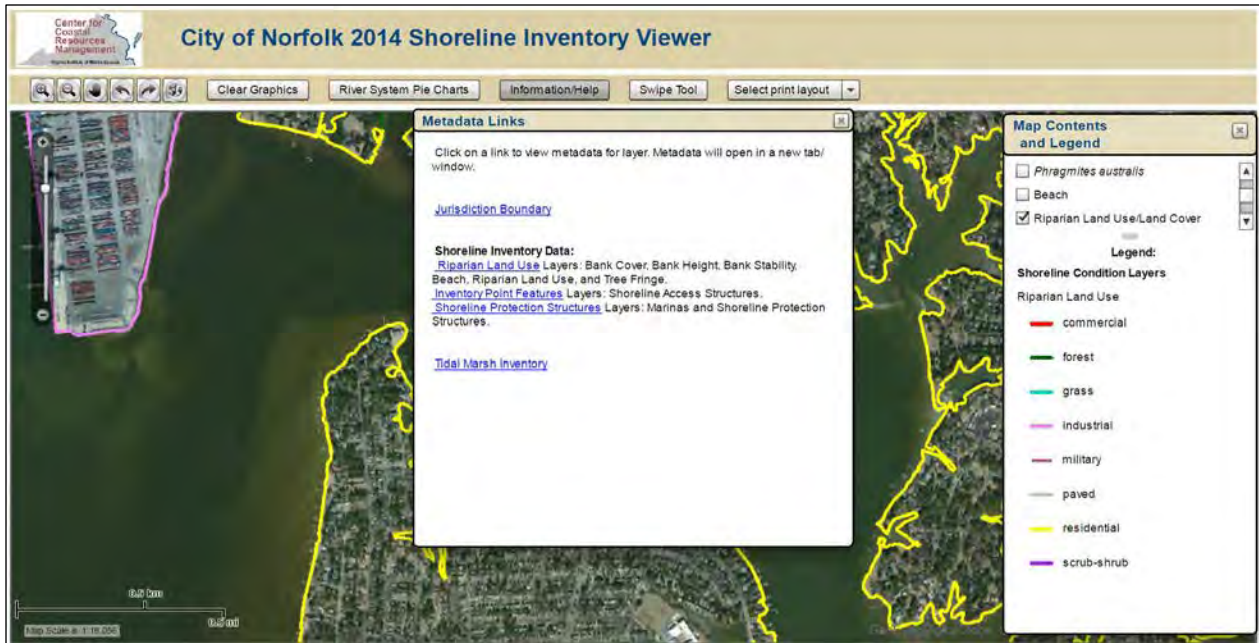 Center for
Coastal
Resources
Management
City of Norfolk 2014 Shoreline Inventory Viewer
Clear Graphics
River System Pie Charts
Information/Help
Swipe Tool
Select print layout
Metadata Links
Click on a link to view metadata for layer. Metadata will open in a new tab/
window.
Jurisdiction Boundary
Shoreline Inventory Data:
Riparian Land Use Layers: Bank Cover, Bank Height, Bank Stability,
Beach, Riparian Land Use, and Tree Fringe.
Inventory Point Features Layers: Shoreline Access Structures.
Shoreline Protection Structures Layers: Marinas and Shoreline Protection
Structures.
Tidal Marsh Inventory
Map Contents
and Legend
Phragmites australis
Beach
Riparian Land Use/Land Cover
Legend:
Shoreline Condition Layers
Riparian Land Use
commercial
forest
grass
industrial
military
paved
residential
scrub-shrub
0.5 km
0.5 mi
Map Scale is 1:18,056